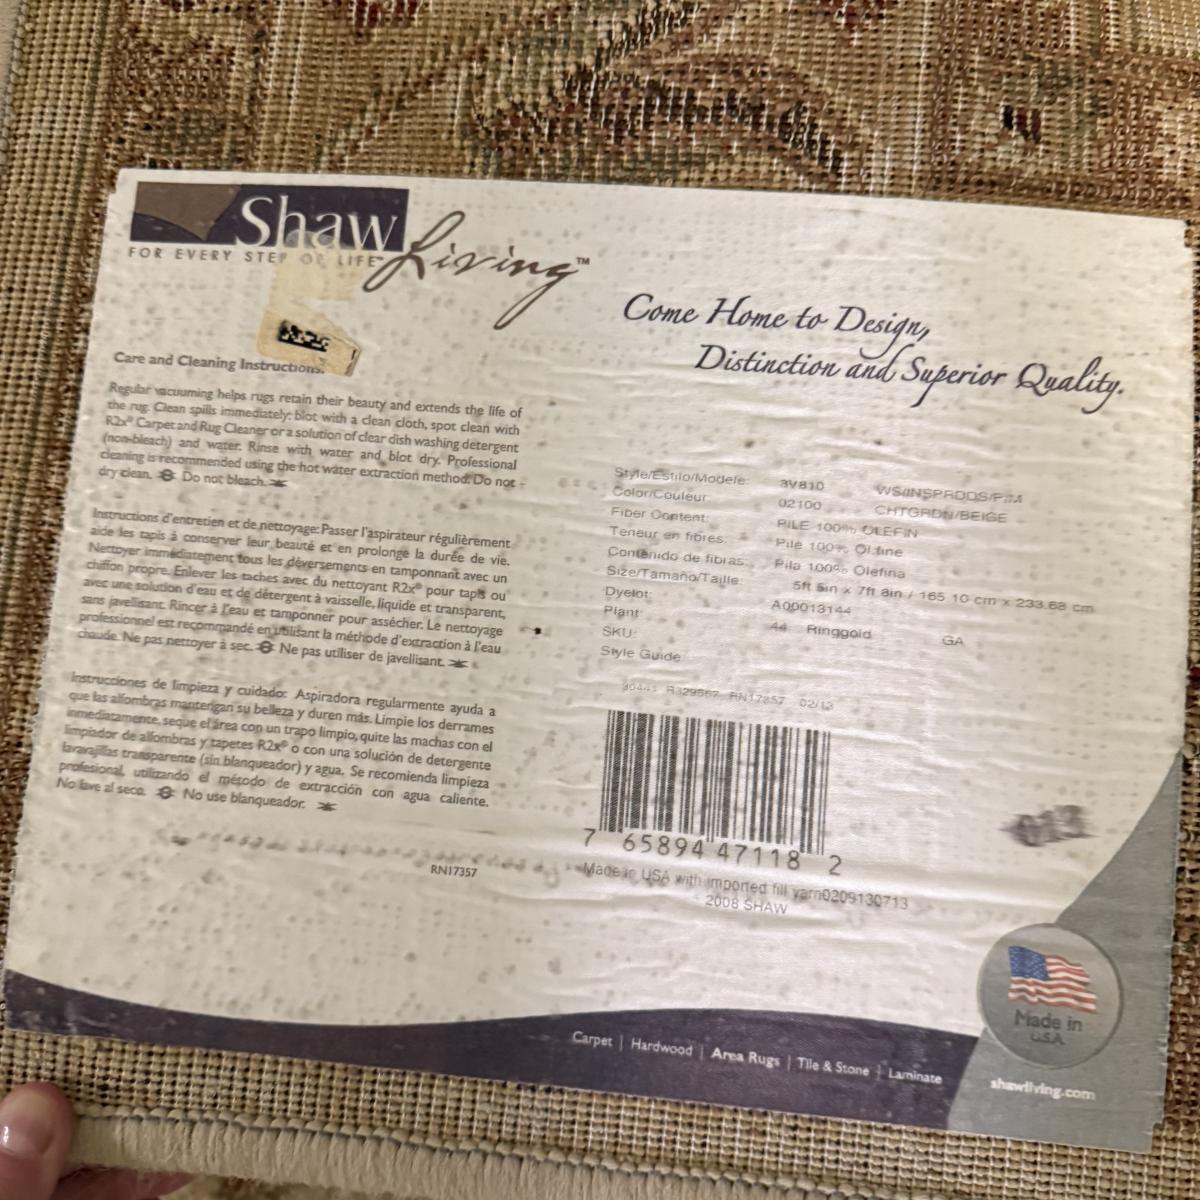 Shaw Living™
FOR EVERY STEP OF LIFE™
Come Home to Design,
Distinction and Superior Quality.
Care and Cleaning Instructions:
Regular vacuuming helps rugs retain their beauty and extends the life of
the rug. Clean spills immediately: blot with a clean cloth, spot clean with
R2x® Carpet and Rug Cleaner or a solution of clear dish washing detergent
(non-bleach) and water. Rinse with water and blot dry. Professional
cleaning is recommended using the hot water extraction method. Do not
dry clean. Do not bleach.
Instructions d'entretien et de nettoyage: Passer l'aspirateur régulièrement
aide les tapis à conserver leur beauté et en prolonge la durée de vie.
Nettoyer immédiatement tous les déversements en tamponnant avec un
chiffon propre. Enlever les taches avec du nettoyant R2x® pour tapis ou
avec une solution d'eau et de détergent à vaisselle, liquide et transparent,
sans javellisant. Rincer à l'eau et tamponner pour assécher. Le nettoyage
professionnel est recommandé en utilisant la méthode d'extraction à l'eau
chaude. Ne pas nettoyer à sec. Ne pas utiliser de javellisant.
Instrucciones de limpieza y cuidado: Aspiradora regularmente ayuda a
que las alfombras mantengan su belleza y duren más. Limpie los derrames
inmediatamente, seque el área con un trapo limpio, quite las machas con el
limpiador de alfombras y tapetes R2x® o con una solución de detergente
lavavajillas transparente (sin blanqueador) y agua. Se recomienda limpieza
profesional, utilizando el método de extracción con agua caliente.
No lave al seco. No use blanqueador.
RN17357
Style/Estilo/Modele: 3V810 WS/INSPRDDS/P:M
Color/Couleur: 02100 CHTGRDN/BEIGE
Fiber Content: PILE 100% OLEFIN
Teneur en fibres: Pile 100% Olfine
Contenido de fibras: Pila 100% Olefina
Size/Tamaño/Taille: 5ft 5in x 7ft 8in / 165.10 cm x 233.68 cm
Dyelot: A00013144
Plant: 44 Ringgold GA
SKU:
Style Guide
R329567 RN17357 02/13
7 65894 47118 2
Made in USA with imported fill yarn0209130713
2008 SHAW
Made in
U.S.A.
Carpet | Hardwood | Area Rugs | Tile & Stone | Laminate
shawliving.com